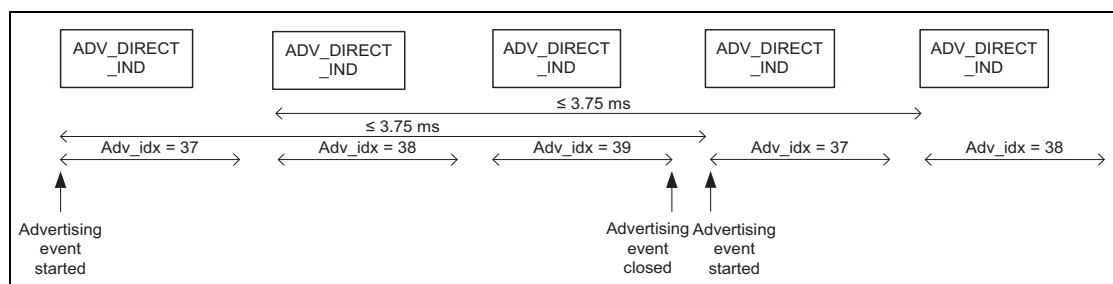 ADV_DIRECT
_IND
ADV_DIRECT
_IND
ADV_DIRECT
_IND
ADV_DIRECT
_IND
ADV_DIRECT
_IND
≤ 3.75 ms
≤ 3.75 ms
Adv_idx = 37
Adv_idx = 38
Adv_idx = 39
Adv_idx = 37
Adv_idx = 38
Advertising
event
started
Advertising
event
closed
Advertising
event
started